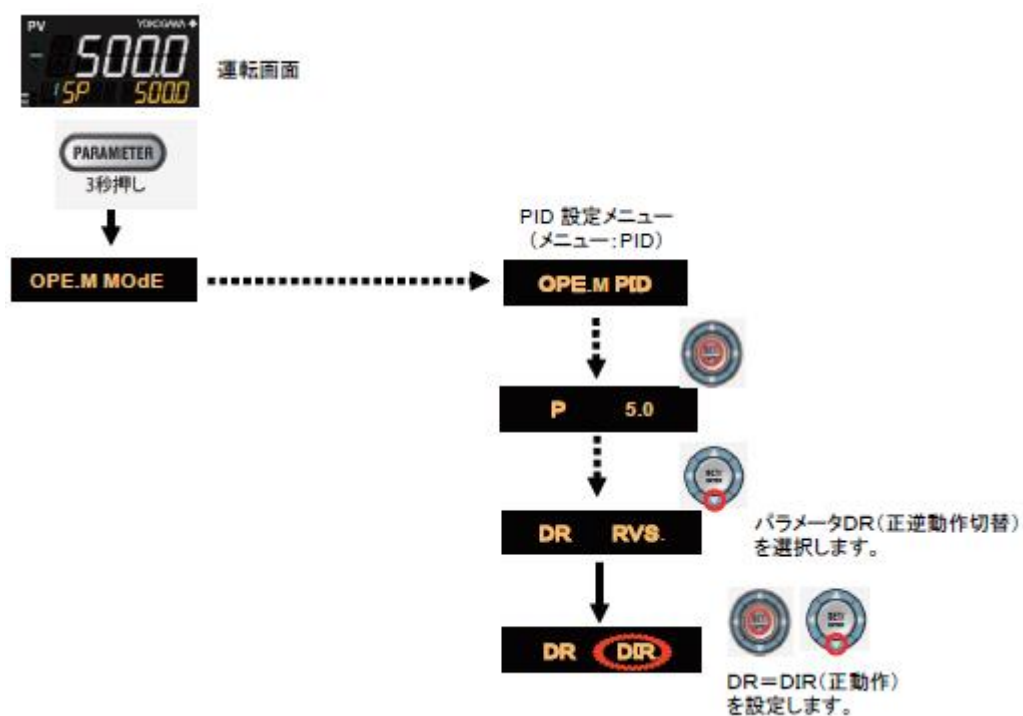 PV YOKOGAWA
500.0
運転画面
1SP 500.0
PARAMETER
3秒押し
PID 設定メニュー
(メニュー:PID)
OPE.M MOdE
OPE.M PID
P 5.0
DR RVS.
パラメータDR(正逆動作切替)
を選択します。
DR DIR
DR=DIR(正動作)
を設定します。